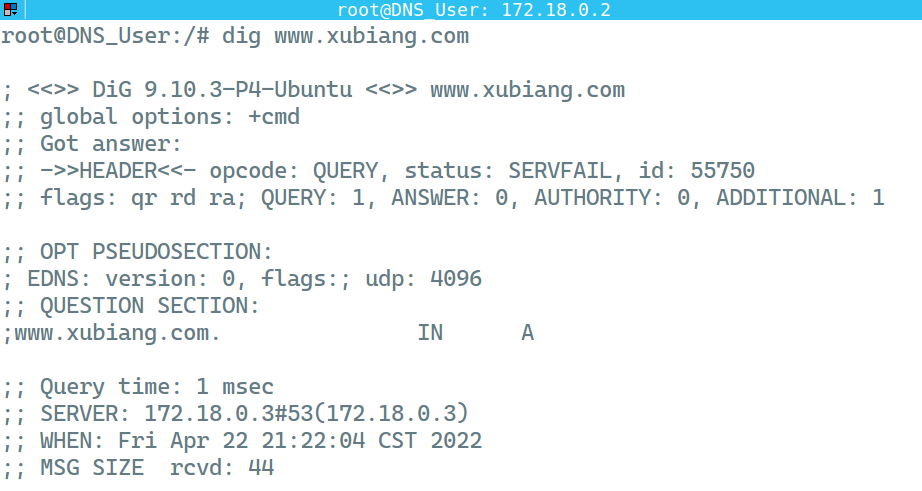 root@DNS_User: 172.18.0.2
root@DNS_User:/# dig www.xubiang.com
; <<>> DiG 9.10.3-P4-Ubuntu <<>> www.xubiang.com
;; global options: +cmd
;; Got answer:
;; ->>HEADER<<- opcode: QUERY, status: SERVFAIL, id: 55750
;; flags: qr rd ra; QUERY: 1, ANSWER: 0, AUTHORITY: 0, ADDITIONAL: 1
;; OPT PSEUDOSECTION:
; EDNS: version: 0, flags:; udp: 4096
;; QUESTION SECTION:
;www.xubiang.com. IN A
;; Query time: 1 msec
;; SERVER: 172.18.0.3#53(172.18.0.3)
;; WHEN: Fri Apr 22 21:22:04 CST 2022
;; MSG SIZE rcvd: 44